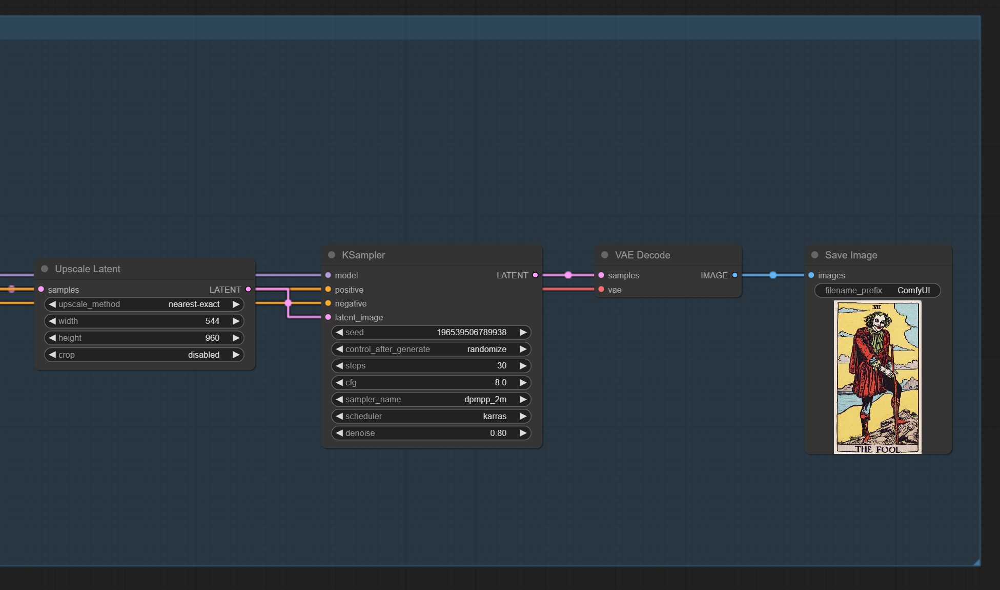 Upscale Latent
samples LATENT
upscale_method nearest-exact
width 544
height 960
crop disabled
KSampler
model LATENT
positive
negative
latent_image
seed 196539506789938
control_after_generate randomize
steps 30
cfg 8.0
sampler_name dpmpp_2m
scheduler karras
denoise 0.80
VAE Decode
samples IMAGE
vae
Save Image
images
filename_prefix ComfyUI
VII
THE FOOL